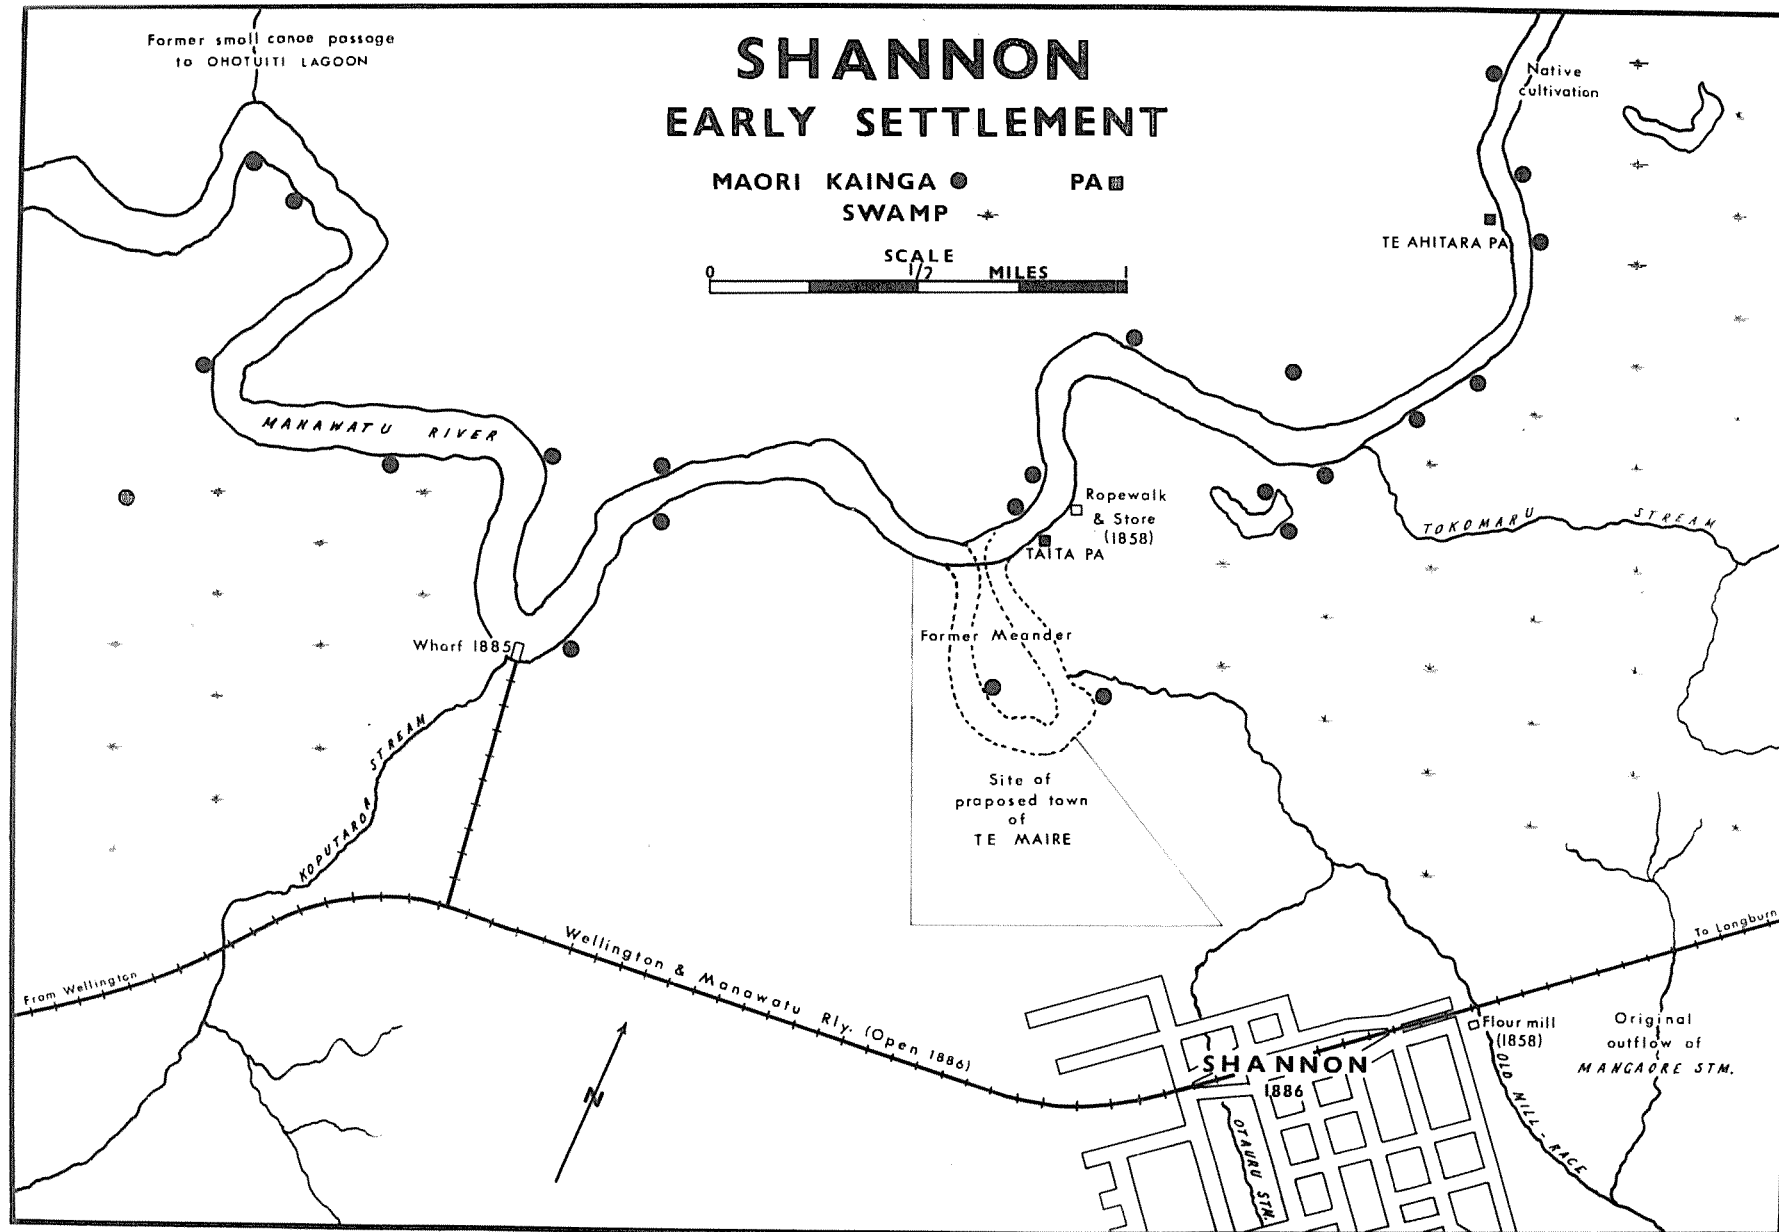 Former small canoe passage
to OHOTUITI LAGOON
SHANNON
EARLY SETTLEMENT
MAORI KAINGA PA
SWAMP
SCALE
0 1/2 MILES 1
Native
cultivation
TE AHITARA PA
MANAWATU RIVER
Ropewalk
& Store
(1858)
TAITA PA
TOKOMARU STREAM
Wharf 1885
Former Meander
KOPUTAROA STREAM
Site of
proposed town
of
TE MAIRE
From Wellington
Wellington & Manawatu Rly. (Open 1886)
To Longburn
N
SHANNON
1886
Flour mill
(1858)
Original
outflow of
MANGAORE STM.
OLD MILL-RACE
OTAURU STM.